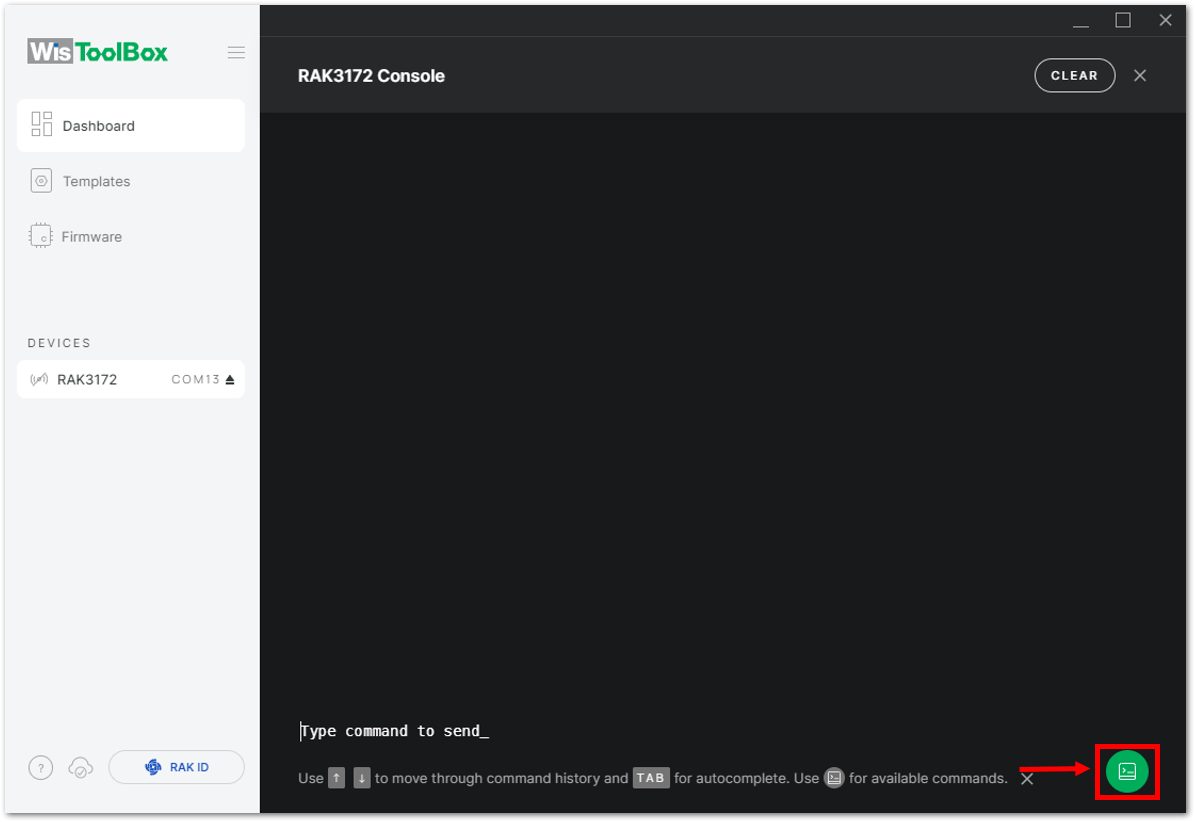 WisToolBox
Dashboard
Templates
Firmware
DEVICES
RAK3172 COM13
? RAK ID
RAK3172 Console
CLEAR
Type command to send_
Use ↑ ↓ to move through command history and TAB for autocomplete. Use for available commands.